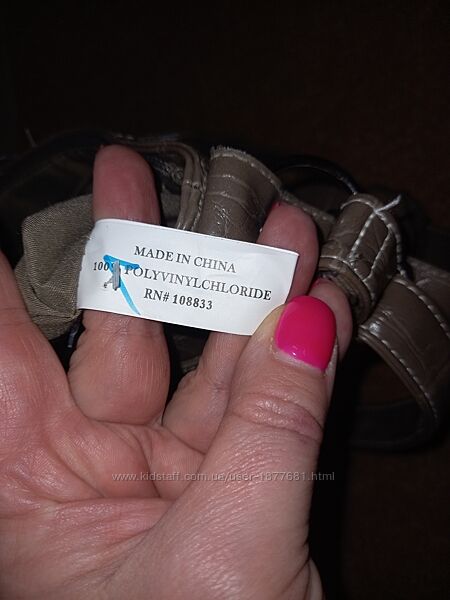 MADE IN CHINA
100% POLYVINYLCHLORIDE
RN# 108833
www.kidstaff.com.ua/user-1877681.html